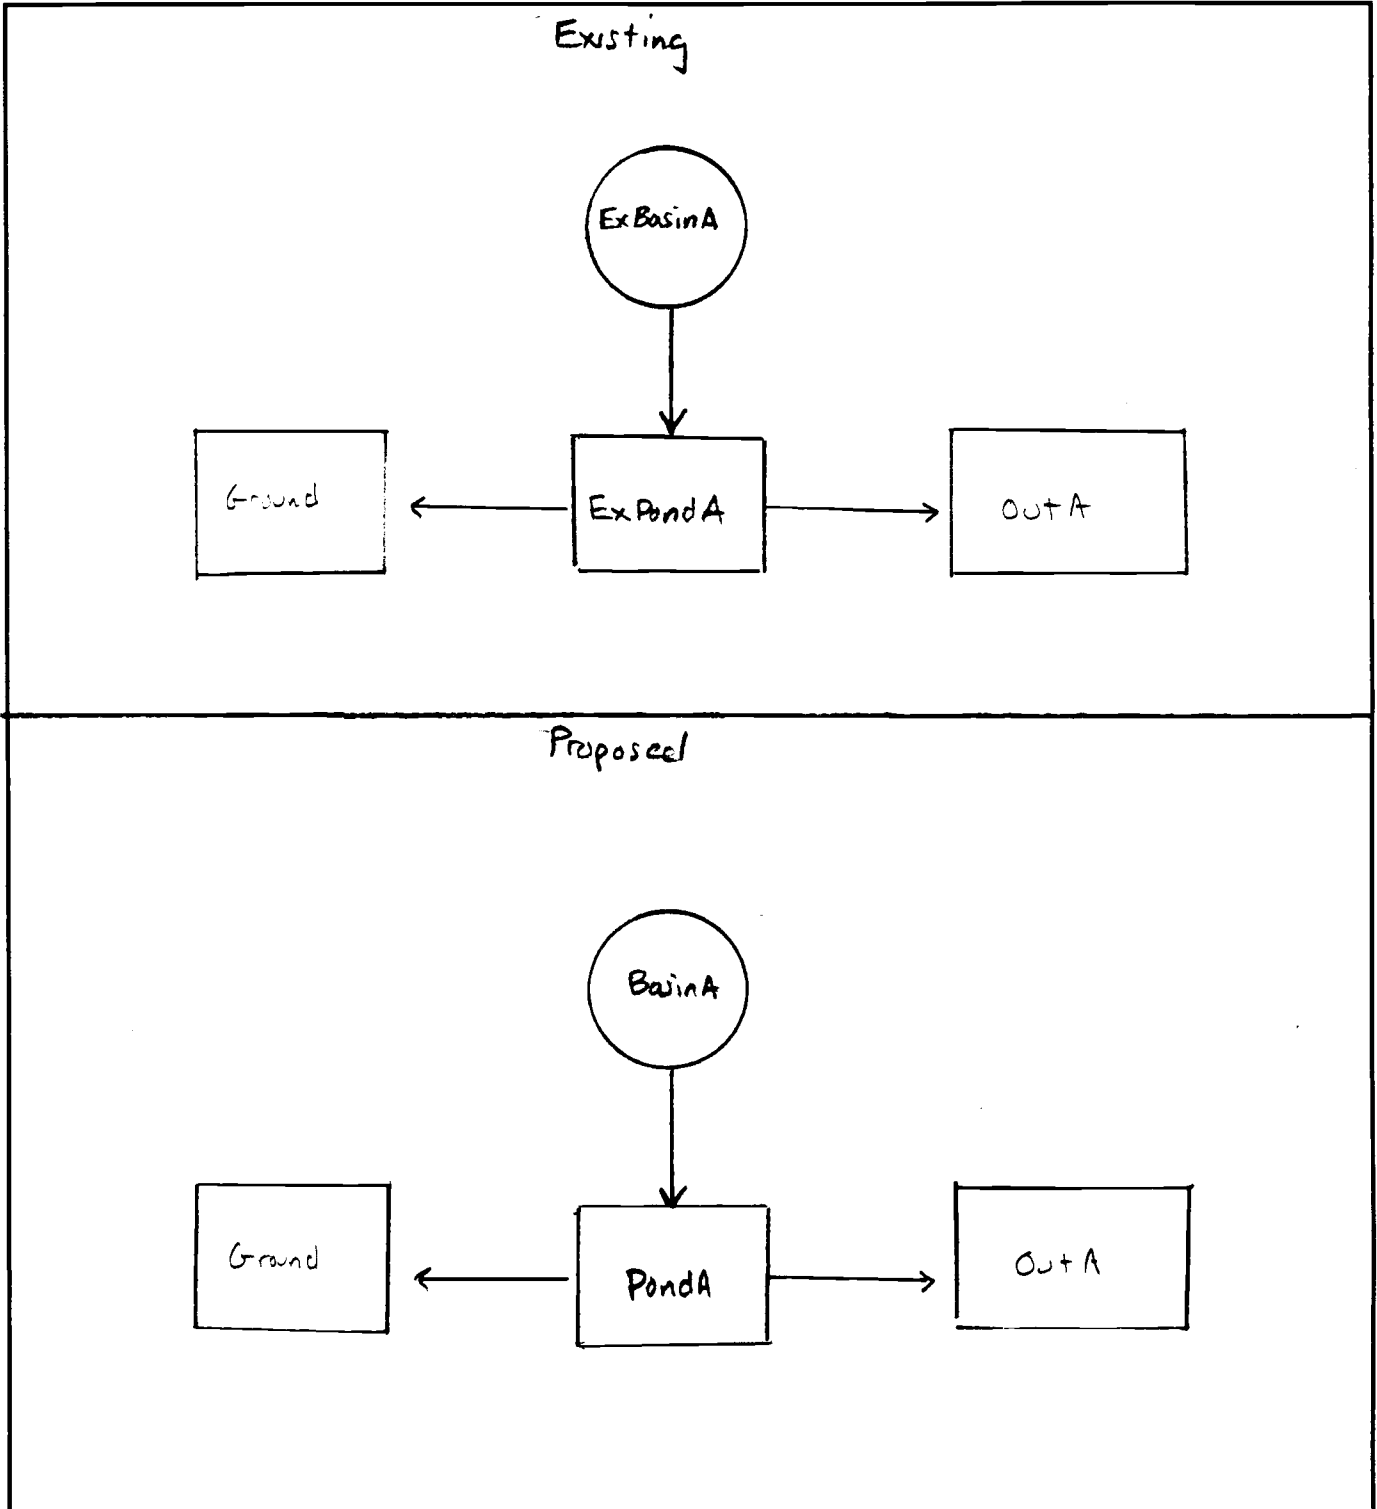 Existing
ExBasinA
Ground
ExPondA
OutA
Proposed
BasinA
Ground
PondA
OutA